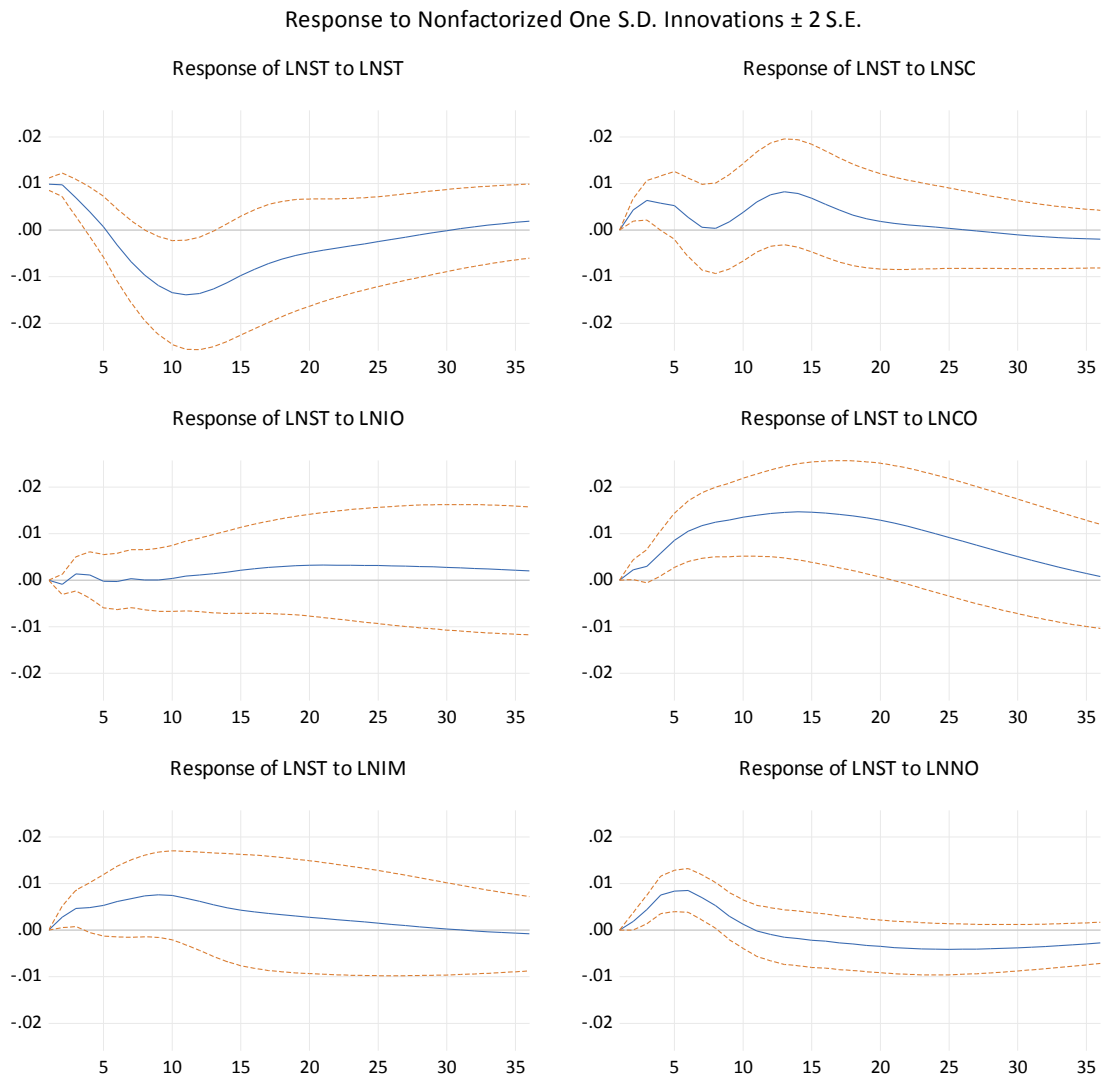 Response to Nonfactorized One S.D. Innovations ± 2 S.E.
Response of LNST to LNST
.02
.01
.00
-.01
-.02
5 10 15 20 25 30 35
Response of LNST to LNSC
.02
.01
.00
-.01
-.02
5 10 15 20 25 30 35
Response of LNST to LNIO
.02
.01
.00
-.01
-.02
5 10 15 20 25 30 35
Response of LNST to LNCO
.02
.01
.00
-.01
-.02
5 10 15 20 25 30 35
Response of LNST to LNIM
.02
.01
.00
-.01
-.02
5 10 15 20 25 30 35
Response of LNST to LNNO
.02
.01
.00
-.01
-.02
5 10 15 20 25 30 35